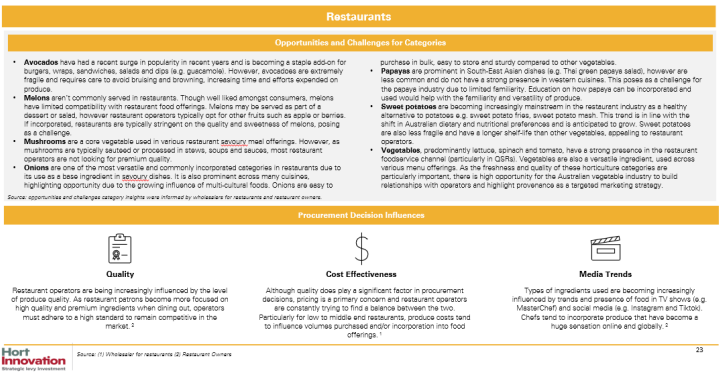 Restaurants
Opportunities and Challenges for Categories
• Avocados have had a recent surge in popularity in recent years and is becoming a staple add-on for
burgers, wraps, sandwiches, salads and dips (e.g. guacamole). However, avocadoes are extremely
fragile and requires care to avoid bruising and browning, increasing time and efforts expended on
produce.
• Melons aren't commonly served in restaurants. Though well liked amongst consumers, melons
have limited compatibility with restaurant food offerings. Melons may be served as part of a
dessert or salad, however restaurant operators typically opt for other fruits such as apple or berries.
If incorporated, restaurants are typically stringent on the quality and sweetness of melons, posing
as a challenge.
• Mushrooms are a core vegetable used in various restaurant savoury meal offerings. However, as
mushrooms are typically sauteed or processed in stews, soups and sauces, most restaurant
operators are not looking for premium quality.
• Onions are one of the most versatile and commonly incorporated categories in restaurants due to
its use as a base ingredient in savoury dishes. It is also prominent across many cuisines,
highlighting opportunity due to the growing influence of multi-cultural foods. Onions are easy to
purchase in bulk, easy to store and sturdy compared to other vegetables.
• Papayas are prominent in South-East Asian dishes (e.g. Thai green papaya salad), however are
less common and do not have a strong presence in western cuisines. This poses as a challenge for
the papaya industry due to limited familiarity. Education on how papaya can be incorporated and
used would help with the familiarity and versatility of produce.
• Sweet potatoes are becoming increasingly mainstream in the restaurant industry as a healthy
alternative to potatoes e.g. sweet potato fries, sweet potato mash. This trend is in line with the
shift in Australian dietary and nutritional preferences and is anticipated to grow. Sweet potatoes
are also less fragile and have a longer shelf-life than other vegetables, appealing to restaurant
operators.
• Vegetables, predominantly lettuce, spinach and tomato, have a strong presence in the restaurant
foodservice channel (particularly in QSRs). Vegetables are also a versatile ingredient, used across
various menu offerings. As the freshness and quality of these horticulture categories are
particularly important, there is high opportunity for the Australian vegetable industry to build
relationships with operators and highlight provenance as a targeted marketing strategy.
Source: opportunities and challenges category insights were informed by wholesalers for restaurants and restaurant owners.
Procurement Decision Influences
Quality
Restaurant operators are being increasingly influenced by the level
of produce quality. As restaurant patrons become more focused on
high quality and premium ingredients when dining out, operators
must adhere to a high standard to remain competitive in the
market. 2
Cost Effectiveness
Although quality does play a significant factor in procurement
decisions, pricing is a primary concern and restaurant operators
are constantly trying to find a balance between the two.
Particularly for low to middle end restaurants, produce costs tend
to influence volumes purchased and/or incorporation into food
offerings. 1
Media Trends
Types of ingredients used are becoming increasingly
influenced by trends and presence of food in TV shows (e.g.
MasterChef) and social media (e.g. Instagram and Tiktok).
Chefs tend to incorporate produce that have become a
huge sensation online and globally. 2
Hort
Innovation
Strategic levy investment
Source: (1) Wholesaler for restaurants (2) Restaurant Owners
23